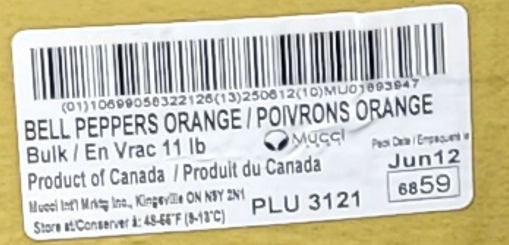 (01)10699058322126(13)250612(10)MU01893947
BELL PEPPERS ORANGE / POIVRONS ORANGE
Bulk / En Vrac 11 lb
Mucci
Pack Date / Empaqueté le
Product of Canada / Produit du Canada
Jun12
Mucci Int'l Mrktg Inc., Kingsville ON N9Y 2N1
6859
Store at/Conserver à: 48-55°F (9-13°C)
PLU 3121